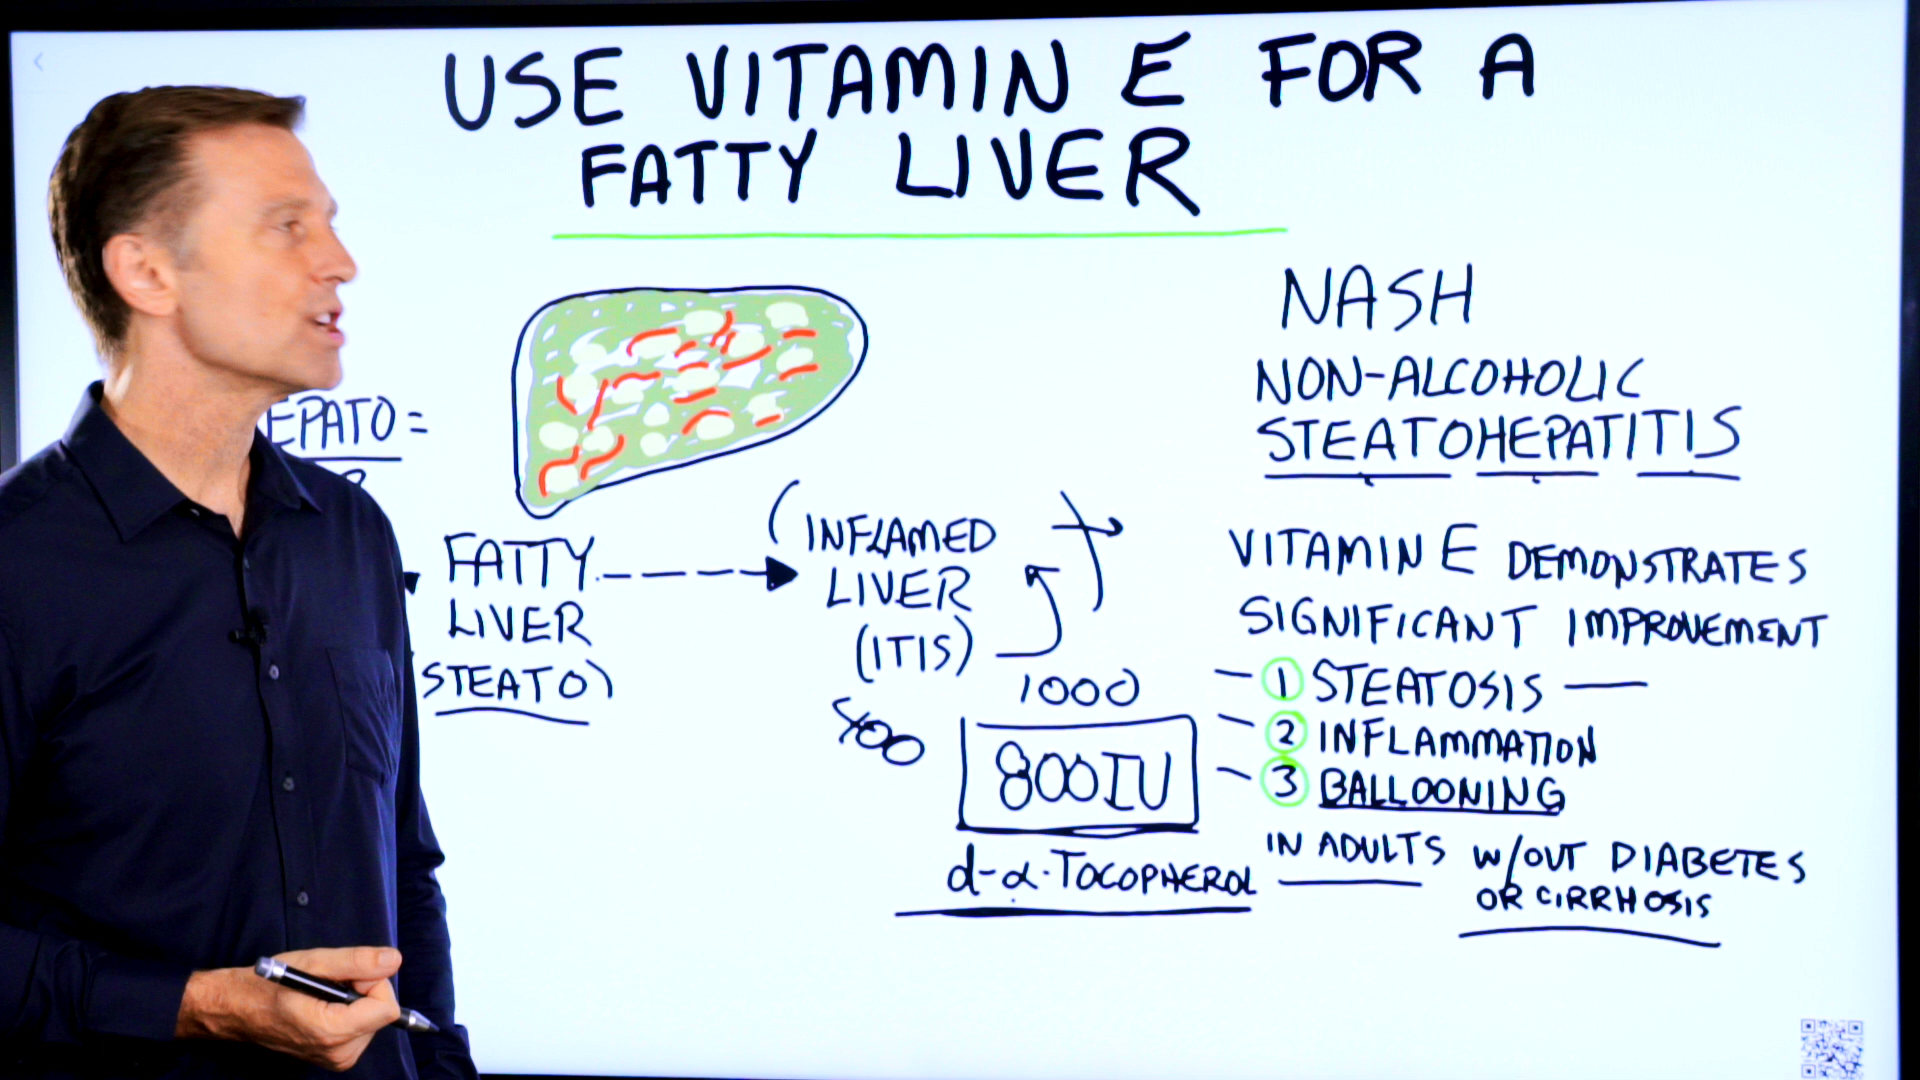 USE VITAMIN E FOR A
FATTY LIVER
NASH
NON-ALCOHOLIC
STEATOHEPATITIS
EPATO =
FATTY
LIVER
(STEATO)
INFLAMED
LIVER
(ITIS)
1000
400
800IU
d-α-TOCOPHEROL
VITAMIN E DEMONSTRATES
SIGNIFICANT IMPROVEMENT
1 STEATOSIS
2 INFLAMMATION
3 BALLOONING
IN ADULTS W/OUT DIABETES
OR CIRRHOSIS